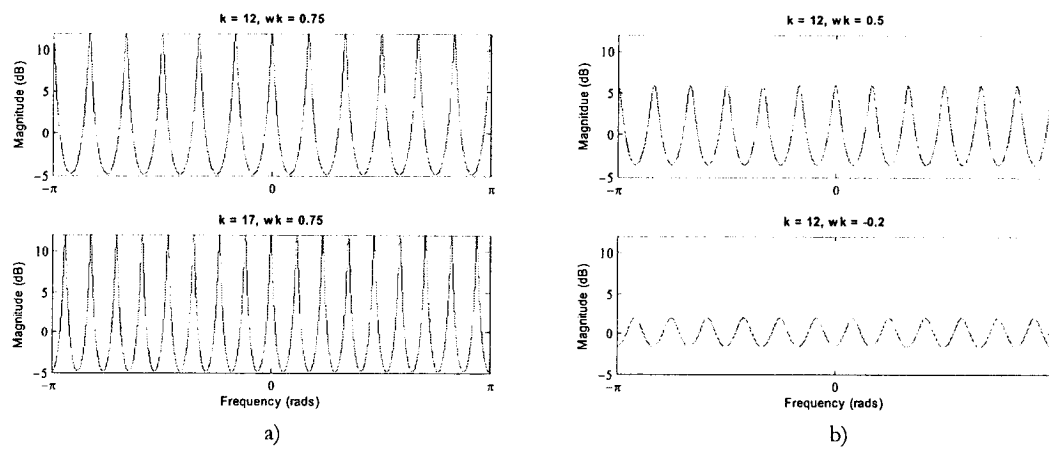 k = 12, wk = 0.75
Magnitude (dB)
10
5
0
−5
−π
0
π
k = 17, wk = 0.75
Magnitude (dB)
10
5
0
−5
−π
0
π
Frequency (rads)
a)
k = 12, wk = 0.5
Magnitdue (dB)
10
5
0
−5
−π
0
k = 12, wk = -0.2
Magnitude (dB)
10
5
0
−5
−π
0
Frequency (rads)
b)